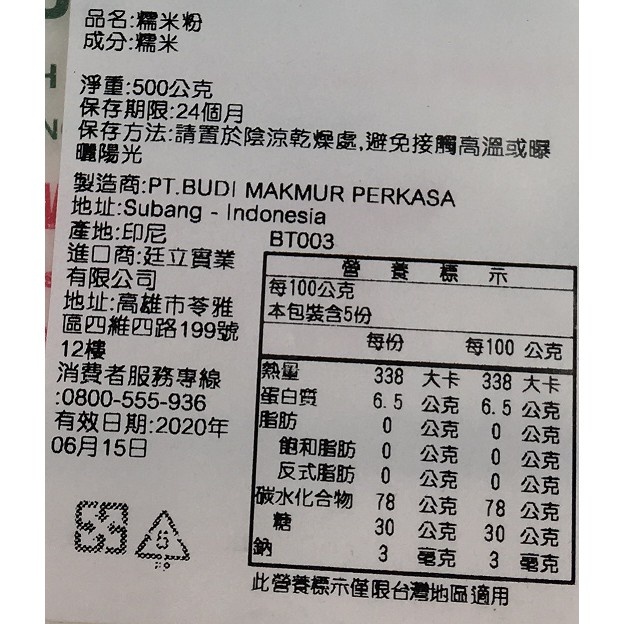 品名:糯米粉
成分:糯米
淨重:500公克
保存期限:24個月
保存方法:請置於陰涼乾燥處,避免接觸高溫或曝
曬陽光
製造商:PT.BUDI MAKMUR PERKASA
地址:Subang - Indonesia
產地:印尼
進口商:廷立實業
有限公司
地址:高雄市苓雅
區四維四路199號
12樓
消費者服務專線
:0800-555-936
有效日期:2020年
06月15日
BT003
營 養 標 示
每100公克
本包裝含5份
每份 每100 公克
熱量 338 大卡 338 大卡
蛋白質 6.5 公克 6.5 公克
脂肪 0 公克 0 公克
飽和脂肪 0 公克 0 公克
反式脂肪 0 公克 0 公克
碳水化合物 78 公克 78 公克
糖 30 公克 30 公克
鈉 3 毫克 3 毫克
此營養標示僅限台灣地區適用